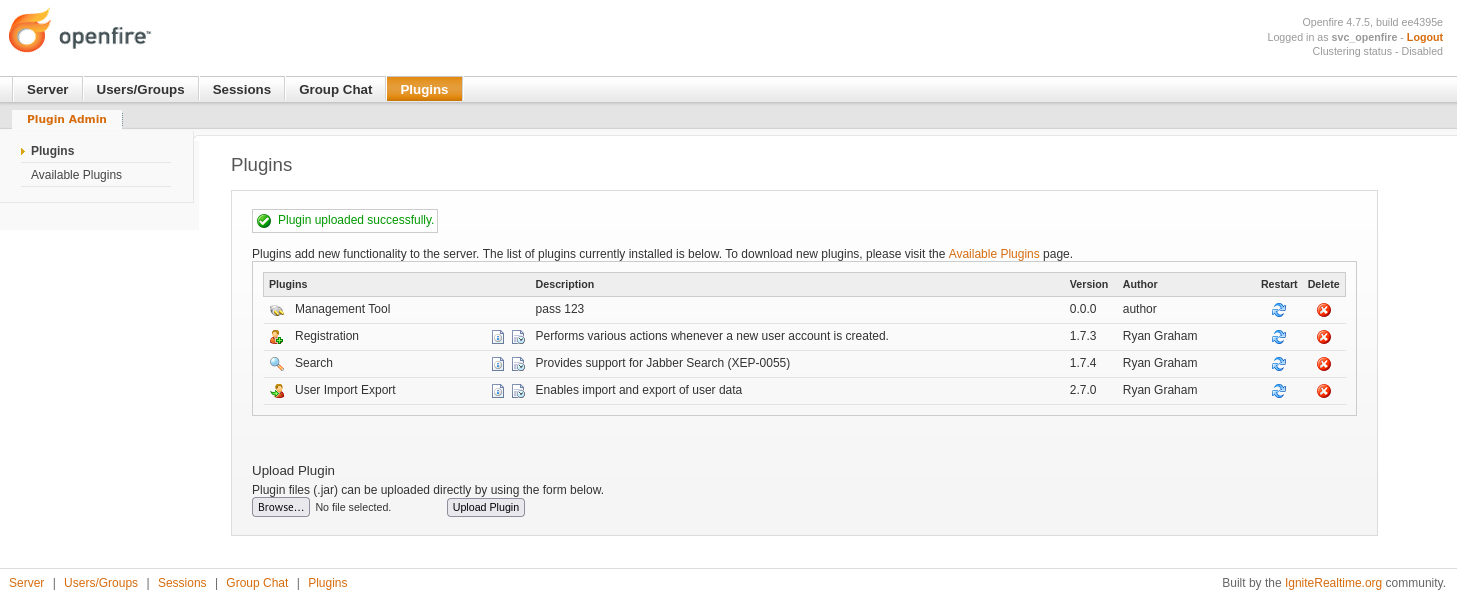 openfire™
Openfire 4.7.5, build ee4395e
Logged in as svc_openfire - Logout
Clustering status - Disabled
Server Users/Groups Sessions Group Chat Plugins
Plugin Admin
Plugins
Available Plugins
Plugins
Plugin uploaded successfully.
Plugins add new functionality to the server. The list of plugins currently installed is below. To download new plugins, please visit the Available Plugins page.
Plugins Description Version Author Restart Delete
Management Tool pass 123 0.0.0 author
Registration Performs various actions whenever a new user account is created. 1.7.3 Ryan Graham
Search Provides support for Jabber Search (XEP-0055) 1.7.4 Ryan Graham
User Import Export Enables import and export of user data 2.7.0 Ryan Graham
Upload Plugin
Plugin files (.jar) can be uploaded directly by using the form below.
Browse... No file selected. Upload Plugin
Server | Users/Groups | Sessions | Group Chat | Plugins
Built by the IgniteRealtime.org community.